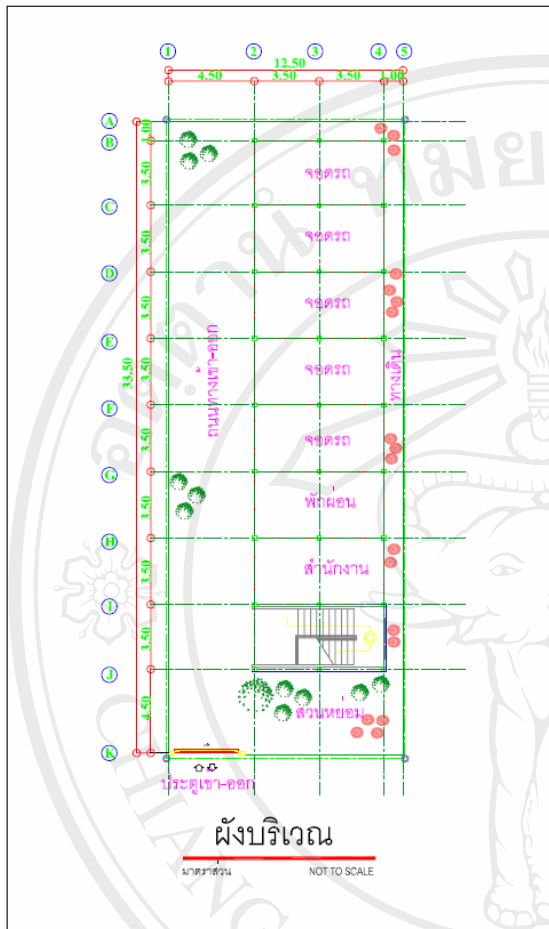 1 2 3 4 5
12.50
4.50 3.50 3.50 1.00
A
1.00
B
3.50
จอดรถ
C
3.50
จอดรถ
D
3.50
จอดรถ
E
33.50
ถนนทางเข้า-ออก
3.50
จอดรถ
ทางเดิน
F
3.50
จอดรถ
G
3.50
พักผ่อน
H
3.50
สำนักงาน
I
3.50
J
4.50
สวนหย่อม
K
ประตูเข้า-ออก
ผังบริเวณ
มาตราส่วน NOT TO SCALE
CHIANG